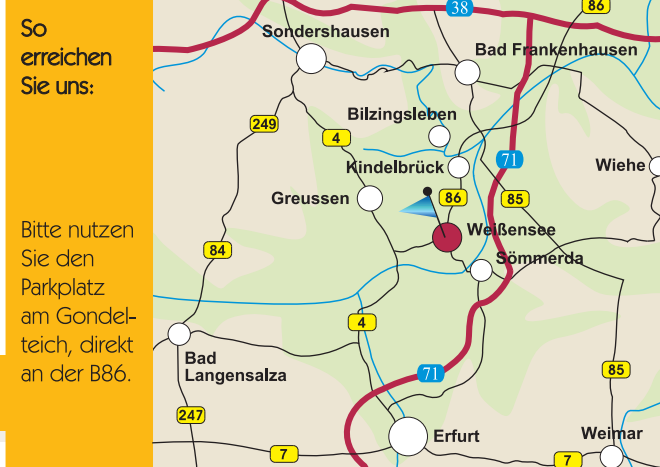 So
erreichen
Sie uns:
Bitte nutzen
Sie den
Parkplatz
am Gondel-
teich, direkt
an der B86.
38
86
Sondershausen
Bad Frankenhausen
249
4
Bilzingsleben
71
Kindelbrück
Wiehe
Greussen
86
85
Weißensee
84
Sömmerda
4
Bad
Langensalza
71
85
247
Erfurt
Weimar
7
7